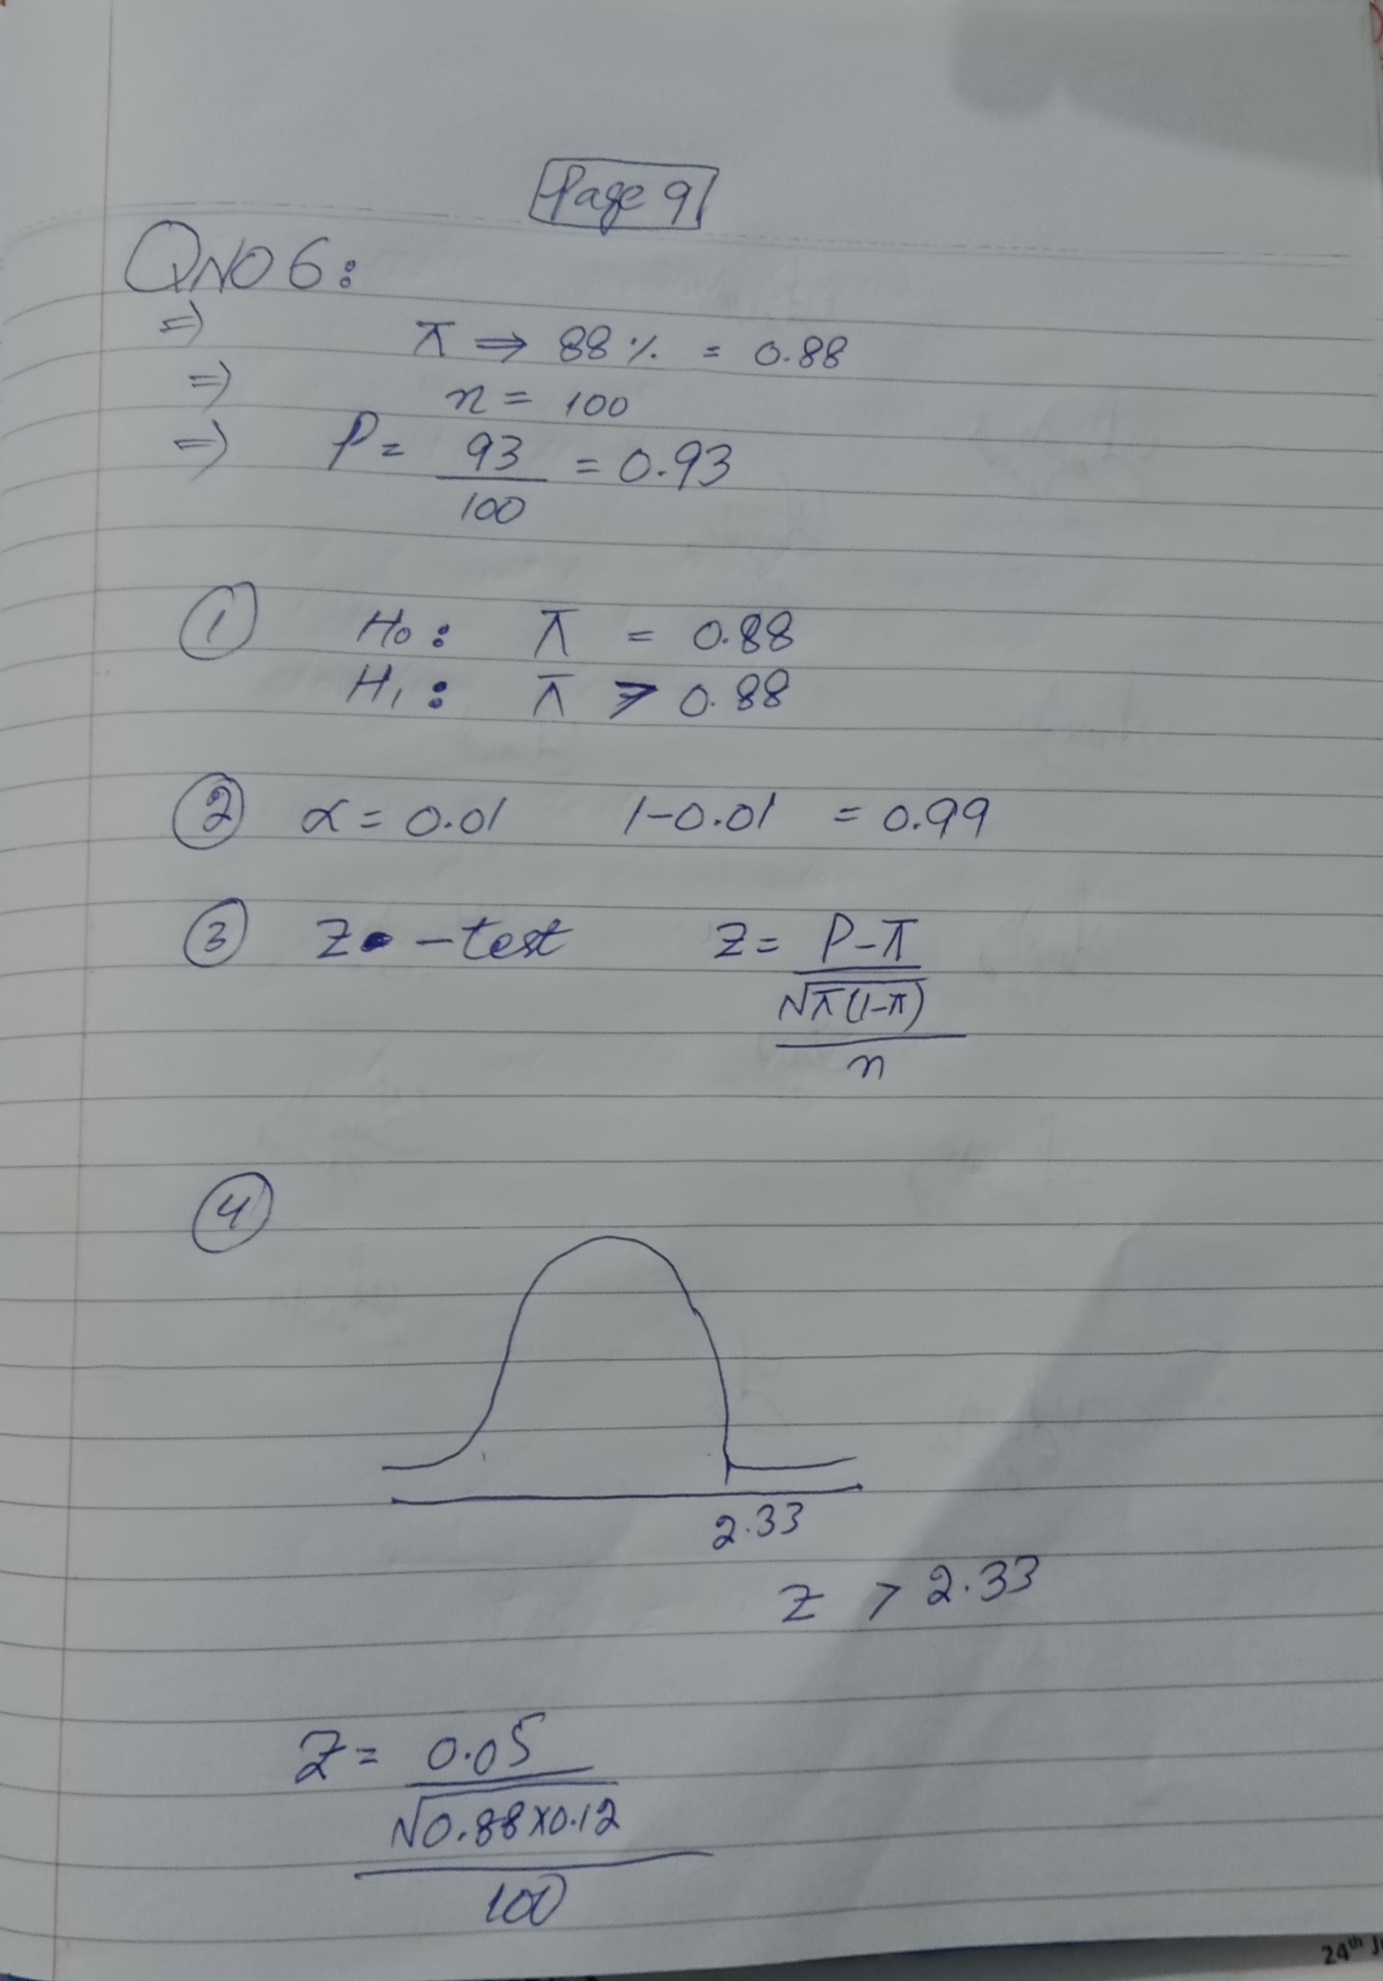 Page 9
QNO 6:
=> π => 88% = 0.88
=> n = 100
=> P = 93/100 = 0.93
① H₀: π = 0.88
H₁: π > 0.88
② α = 0.01 1-0.01 = 0.99
③ Z -test Z = P-π
√π(1-π)
n
④
2.33
Z > 2.33
Z = 0.05
√0.88x0.12
100
24th J